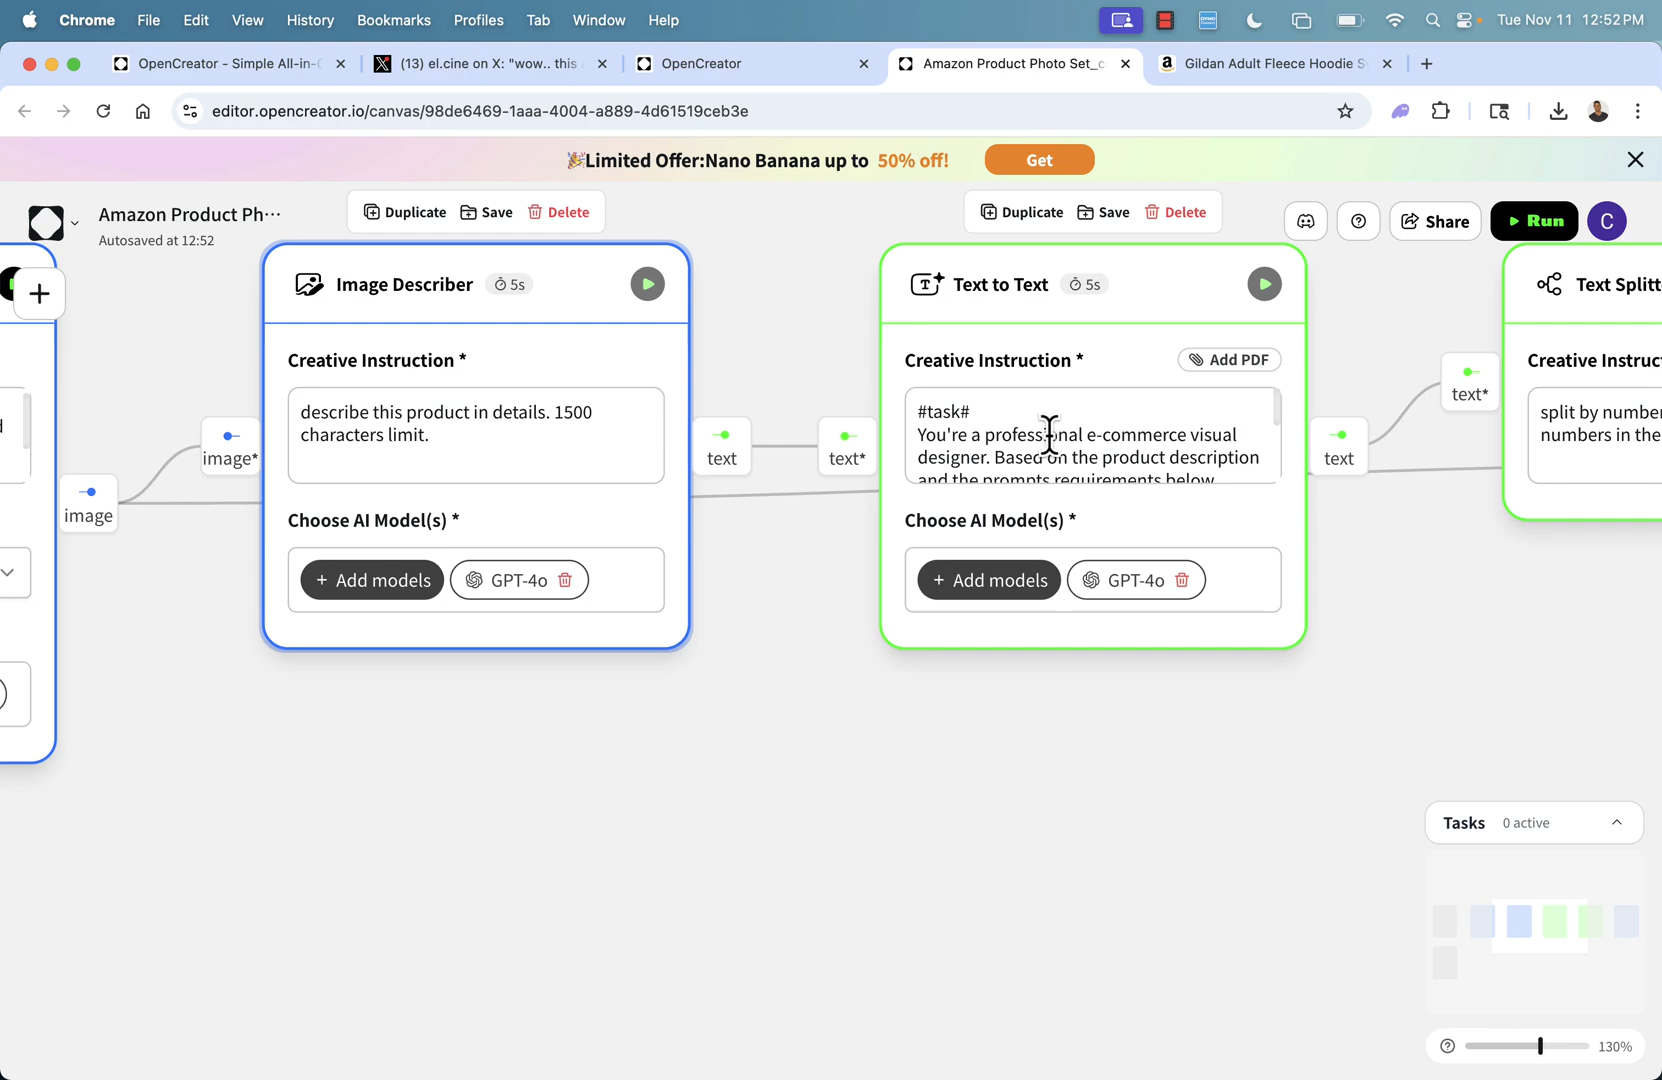 Chrome File Edit View History Bookmarks Profiles Tab Window Help Tue Nov 11 12:52 PM
OpenCreator - Simple All-in-
(13) el.cine on X: "wow.. this
OpenCreator
Amazon Product Photo Set_c
Gildan Adult Fleece Hoodie S
editor.opencreator.io/canvas/98de6469-1aaa-4004-a889-4d61519ceb3e
Limited Offer:Nano Banana up to 50% off! Get
Amazon Product Ph···
Autosaved at 12:52
Duplicate Save Delete
Duplicate Save Delete
Share
Run
C
Image Describer 5s
Creative Instruction *
describe this product in details. 1500
characters limit.
Choose AI Model(s) *
+ Add models GPT-4o
image
image*
text
text*
Text to Text 5s
Creative Instruction * Add PDF
#task#
You're a professional e-commerce visual
designer. Based on the product description
and the prompts requirements below
Choose AI Model(s) *
+ Add models GPT-4o
text
text*
Text Splitt
Creative Instruc
split by number
numbers in the
Tasks 0 active
130%